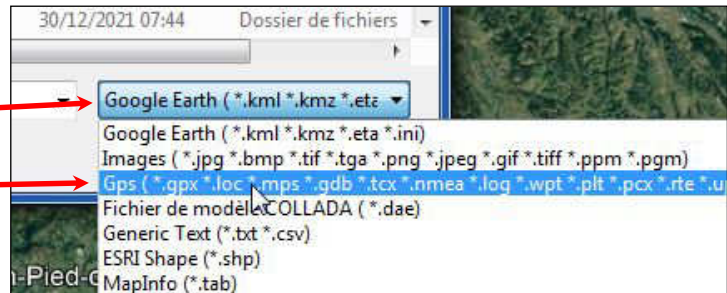 30/12/2021 07:44 Dossier de fichiers
Google Earth ( *.kml *.kmz *.eta
Google Earth ( *.kml *.kmz *.eta *.ini)
Images ( *.jpg *.bmp *.tif *.tga *.png *.jpeg *.gif *.tiff *.ppm *.pgm)
Gps ( *.gpx *.loc *.mps *.gdb *.tcx *.nmea *.log *.wpt *.plt *.pcx *.rte
Fichier de modèle COLLADA ( *.dae)
Generic Text (*.txt *.csv)
ESRI Shape (*.shp)
-Pied-
MapInfo (*.tab)